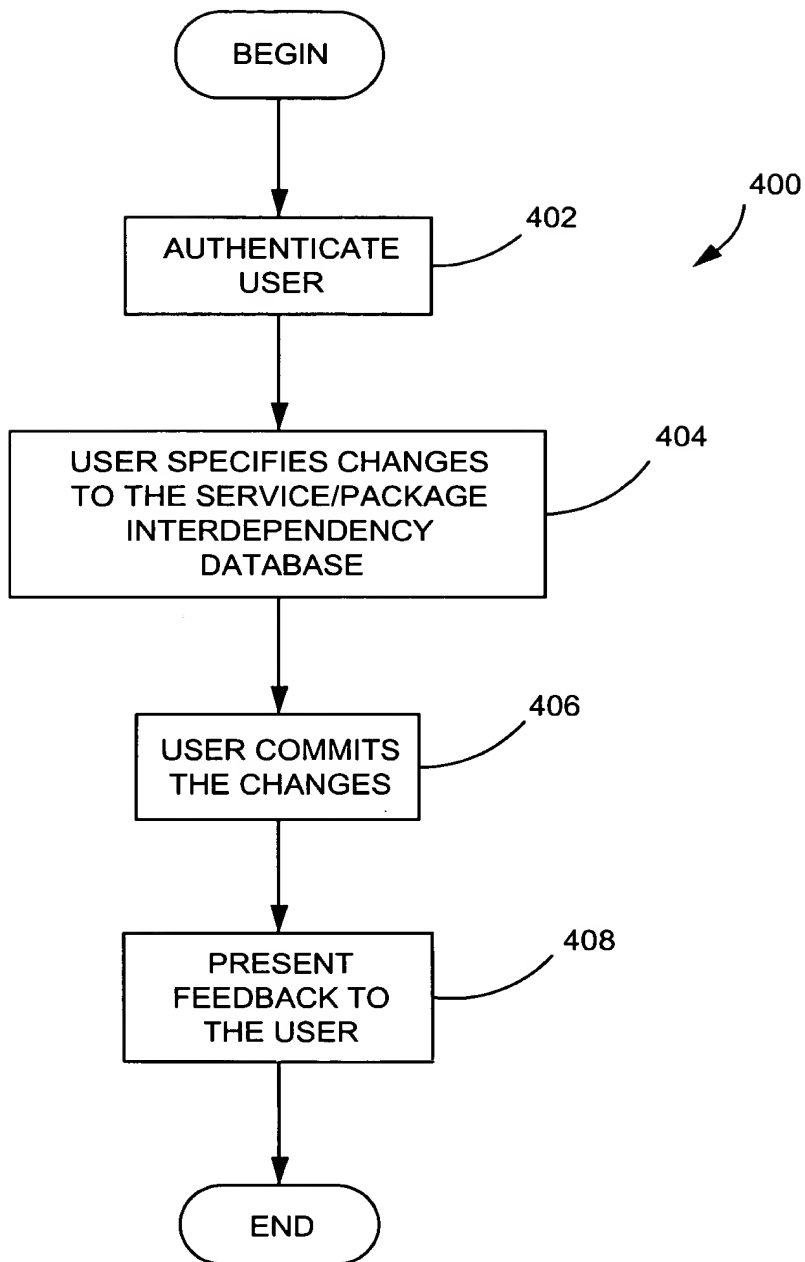 BEGIN
400
402
AUTHENTICATE
USER
404
USER SPECIFIES CHANGES
TO THE SERVICE/PACKAGE
INTERDEPENDENCY
DATABASE
406
USER COMMITS
THE CHANGES
408
PRESENT
FEEDBACK TO
THE USER
END